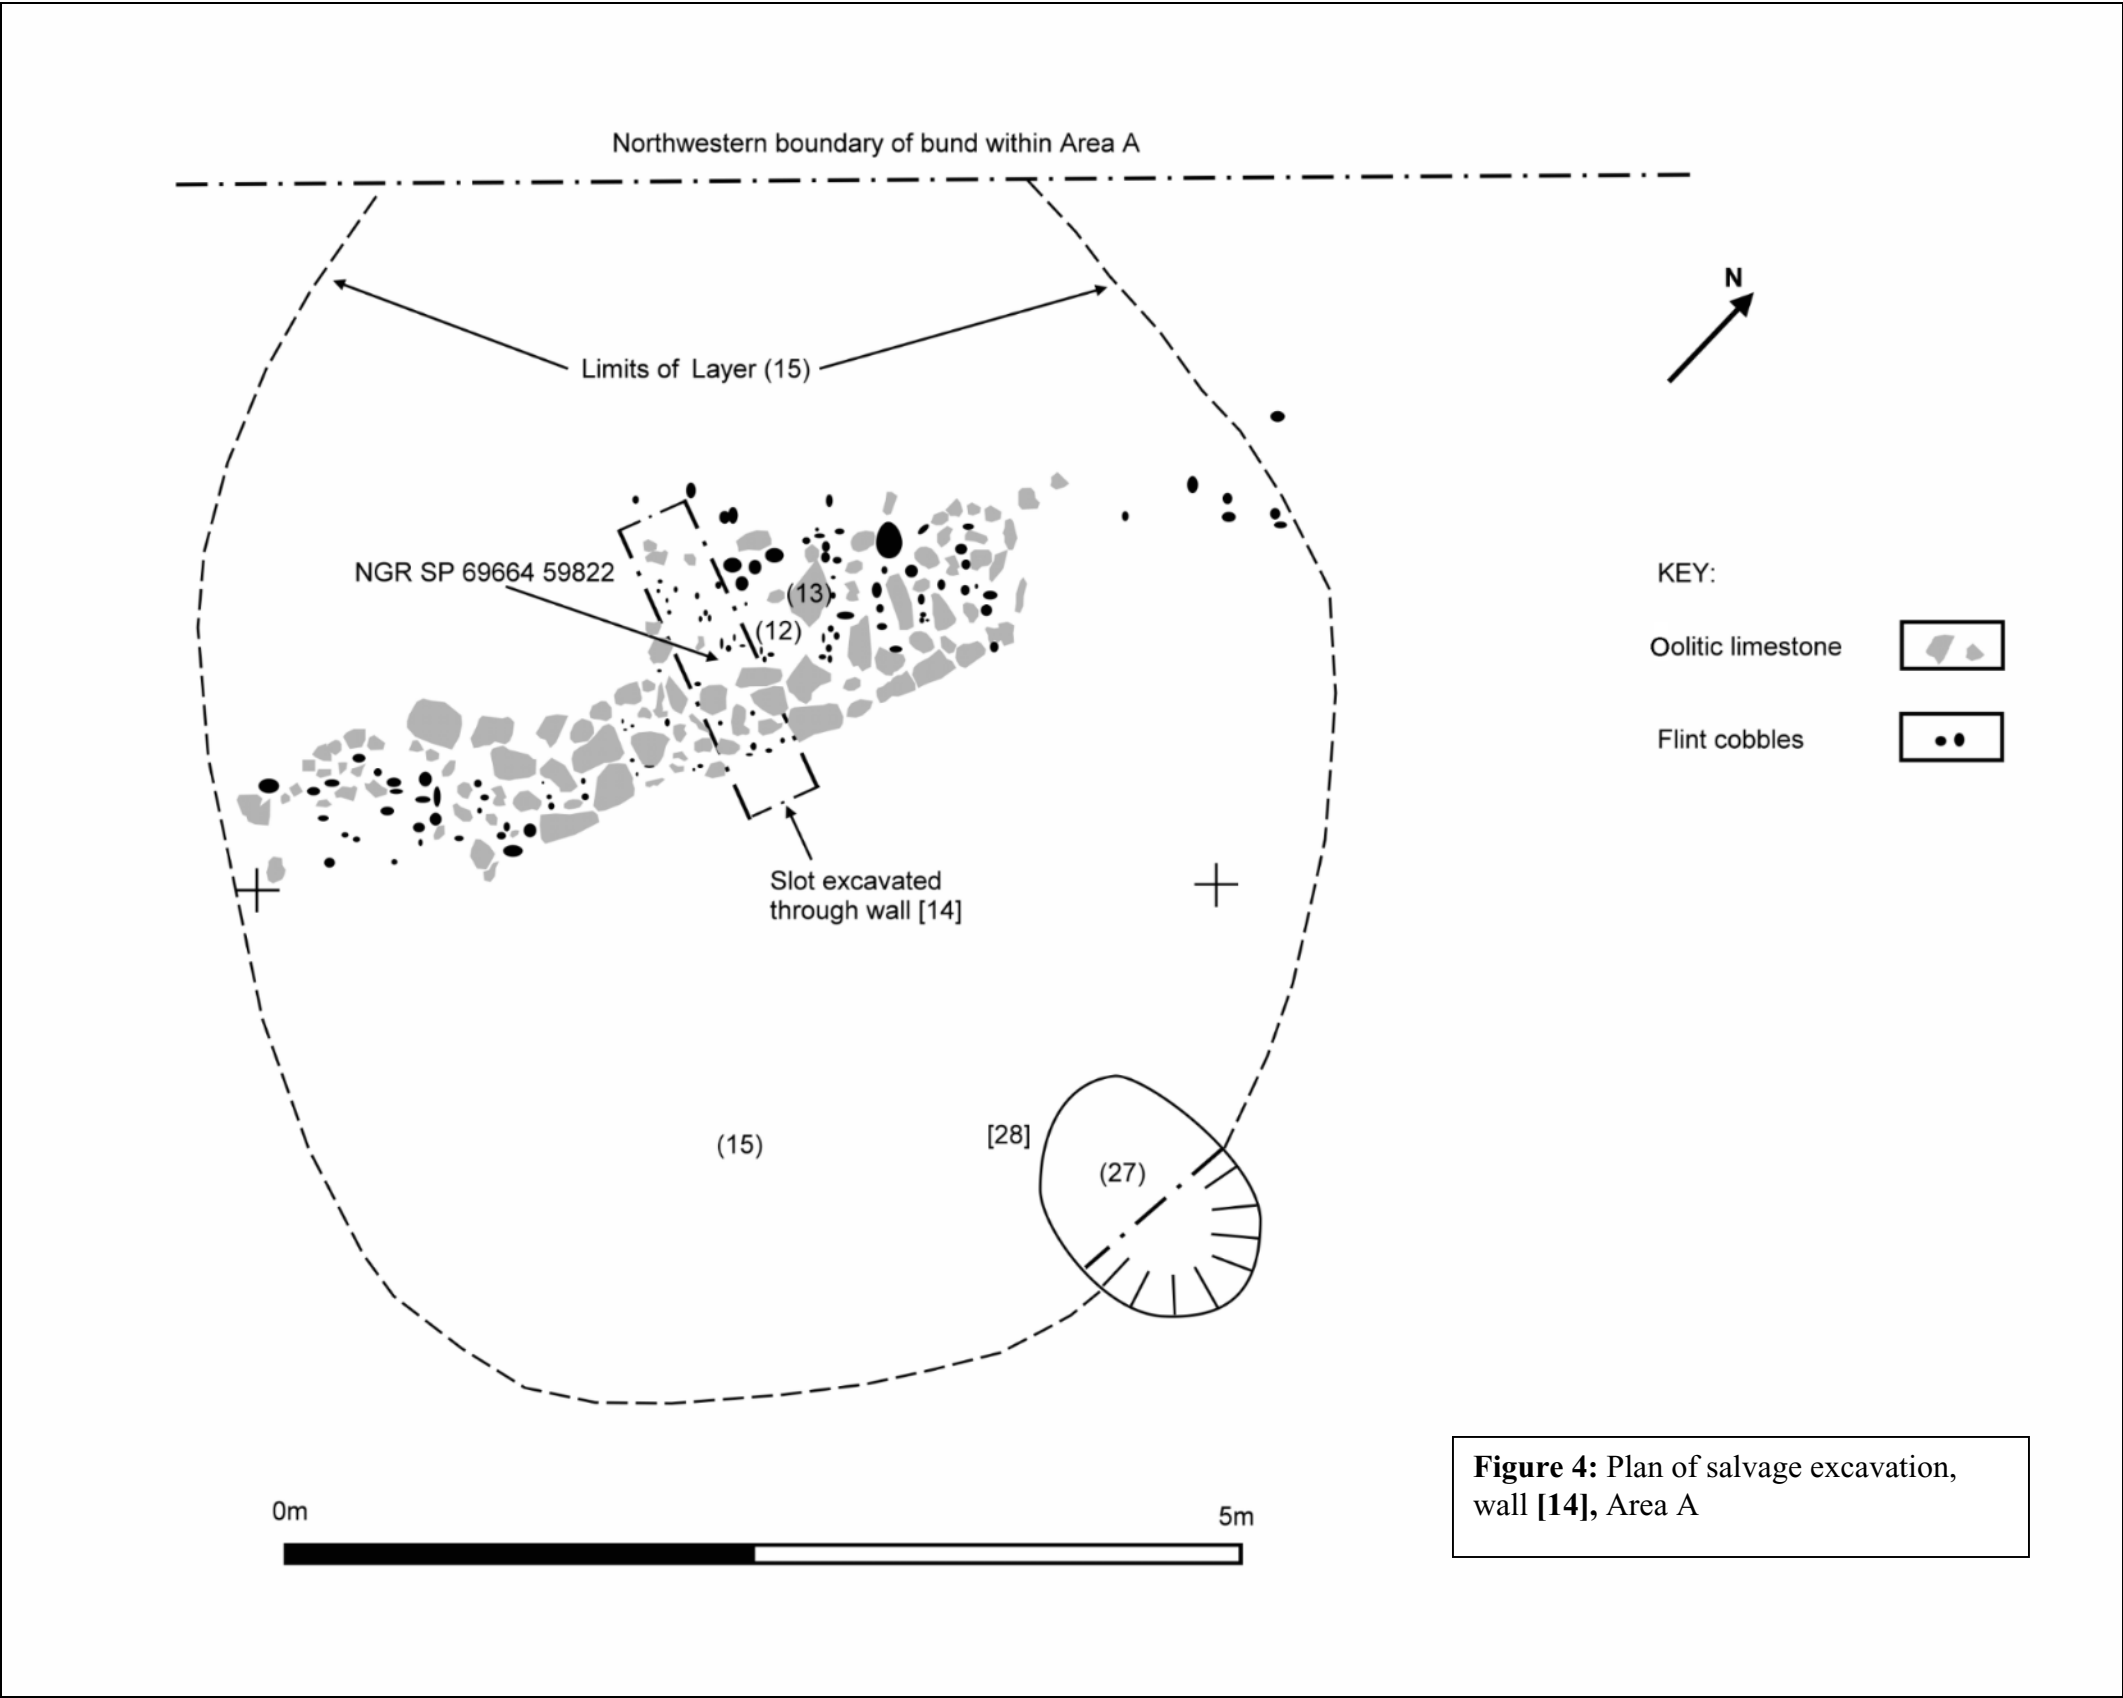 Northwestern boundary of bund within Area A
N
Limits of Layer (15)
NGR SP 69664 59822
(13)
(12)
KEY:
Oolitic limestone
Flint cobbles
Slot excavated
through wall [14]
[28]
(27)
(15)
0m
5m
Figure 4: Plan of salvage excavation,
wall [14], Area A